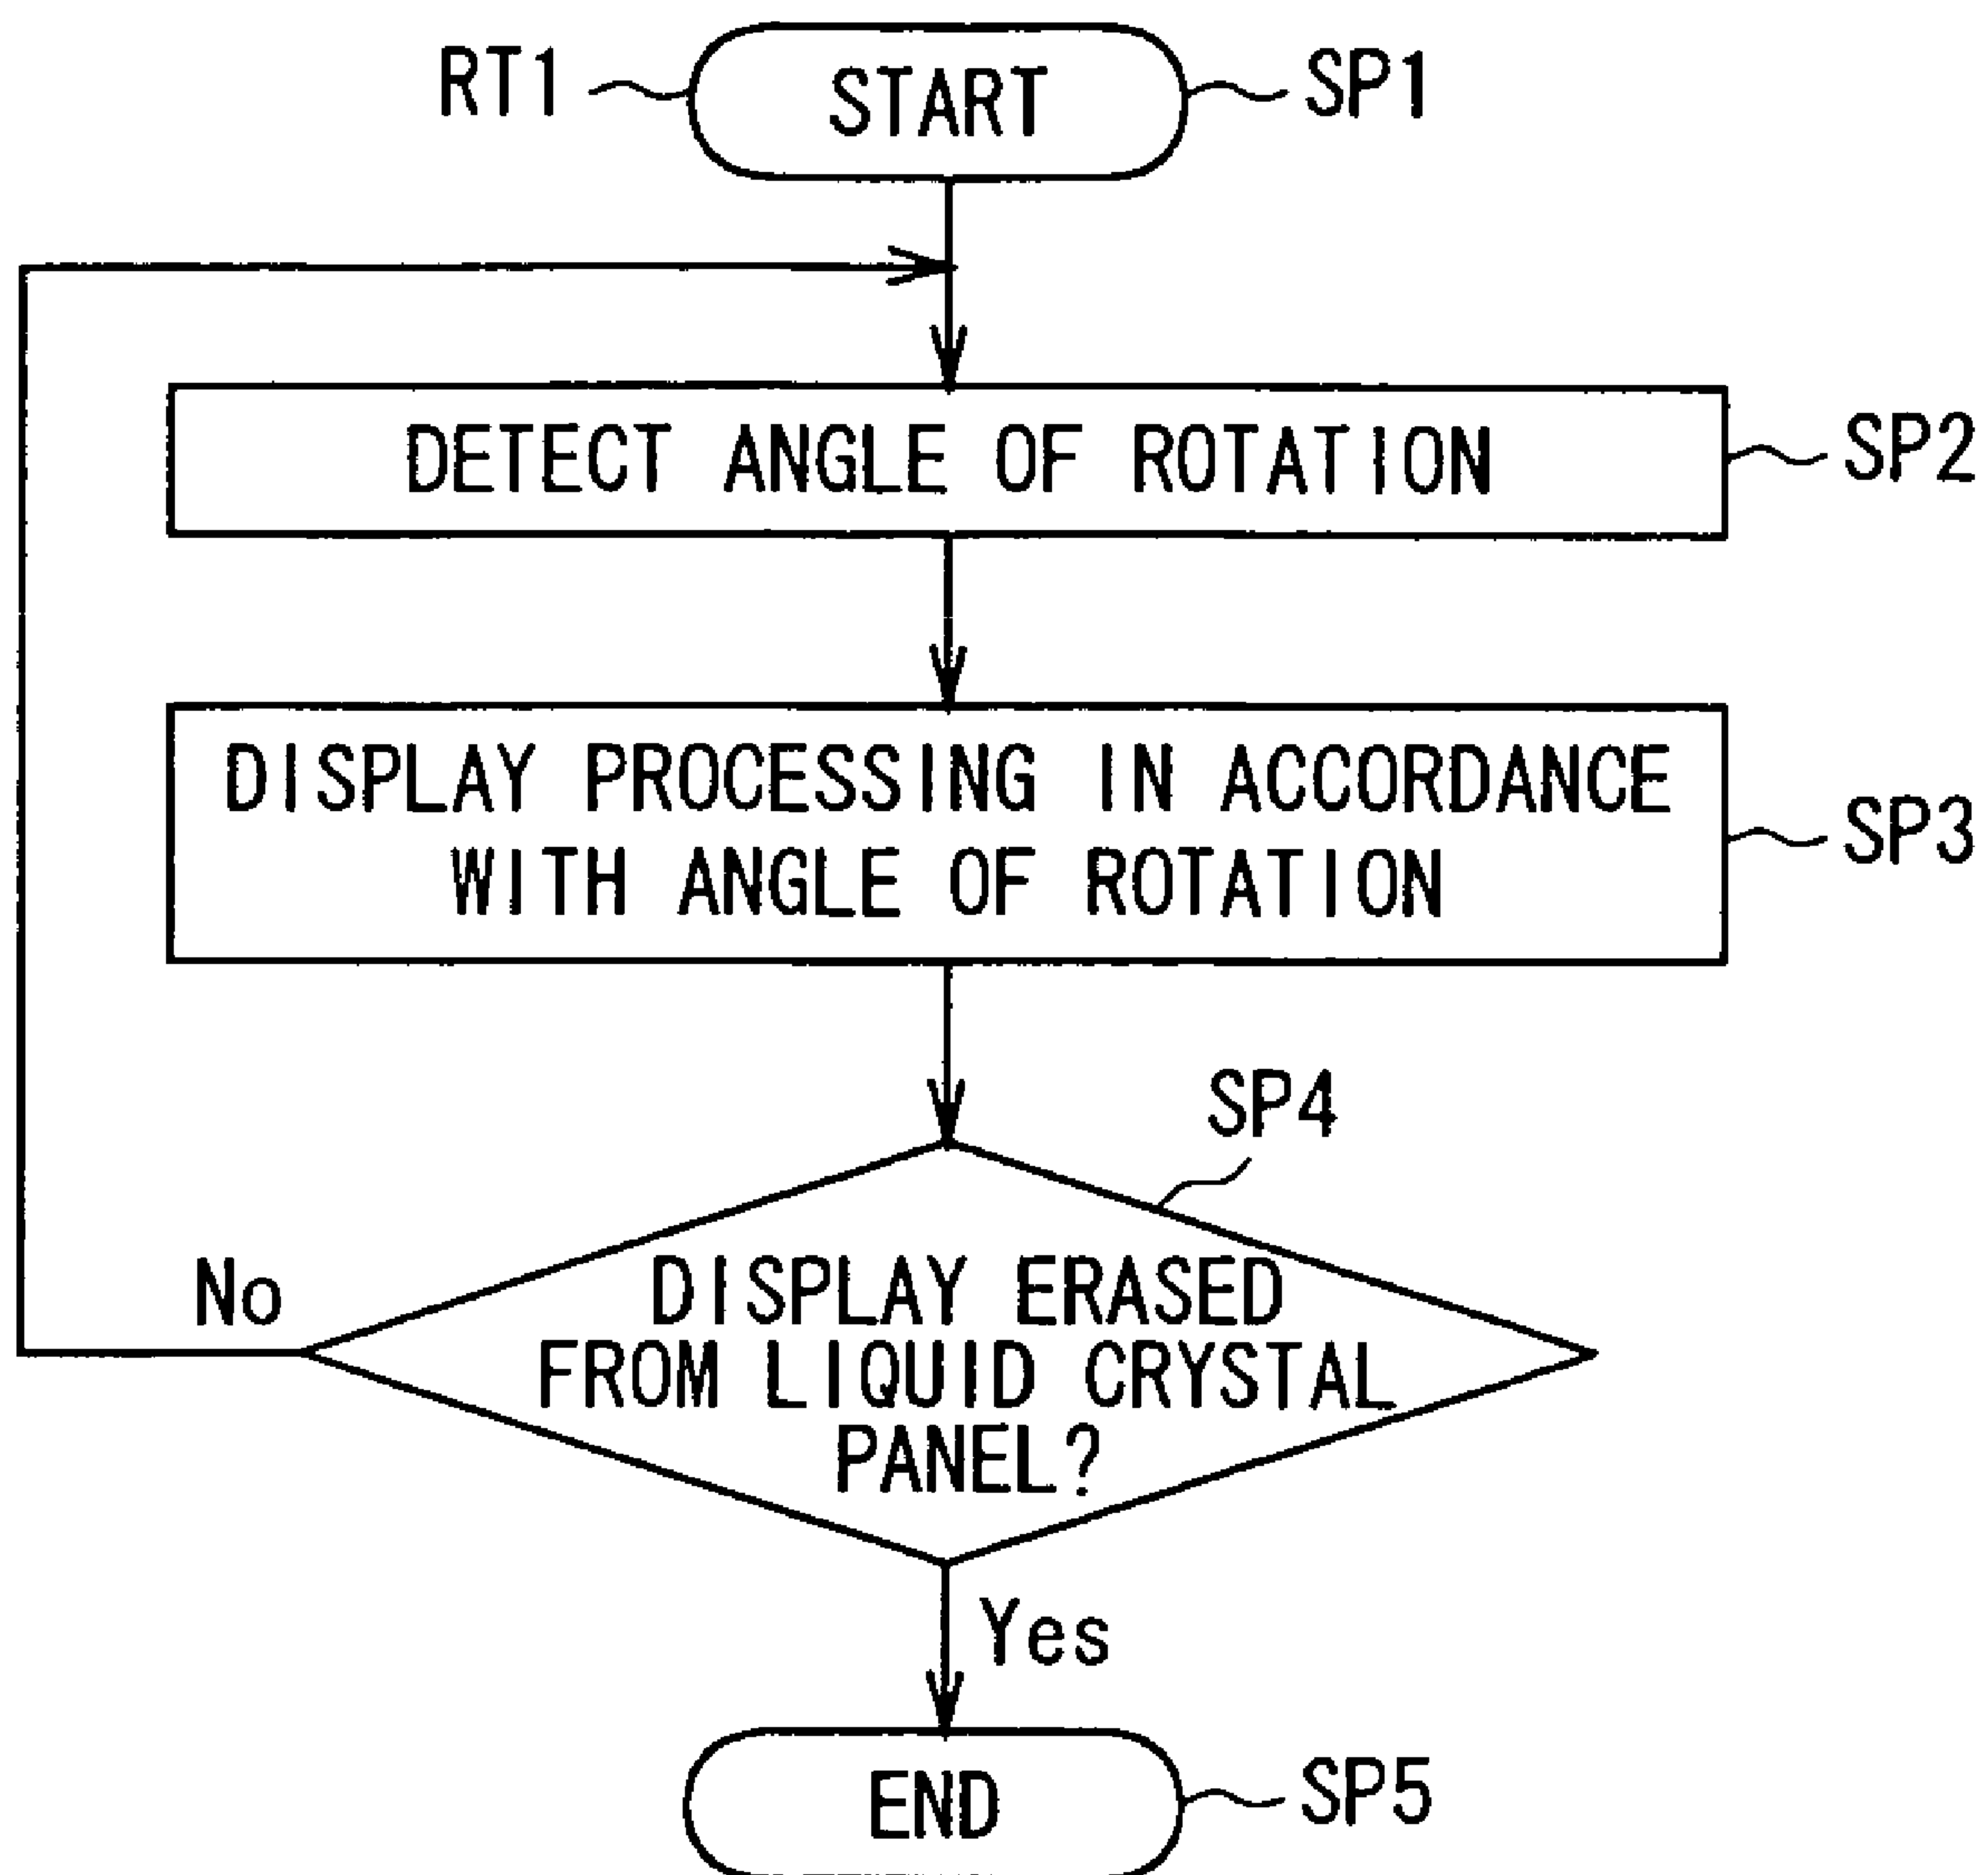 RT1
START
SP1
DETECT ANGLE OF ROTATION
SP2
DISPLAY PROCESSING IN ACCORDANCE
WITH ANGLE OF ROTATION
SP3
SP4
DISPLAY ERASED
FROM LIQUID CRYSTAL
PANEL?
No
Yes
END
SP5